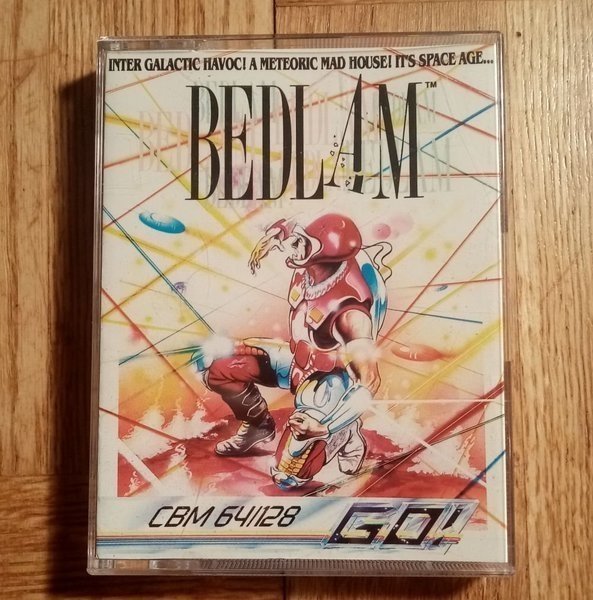 INTER GALACTIC HAVOC! A METEORIC MAD HOUSE! IT'S SPACE AGE...
BEDLAM™
CBM 64/128
GO!